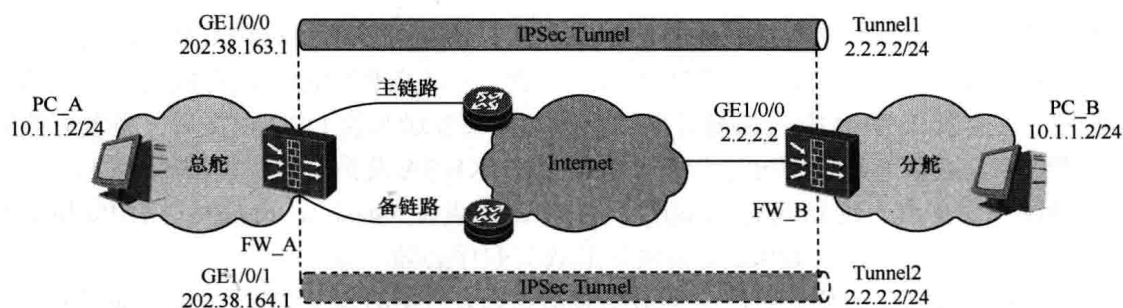 GE1/0/0
202.38.163.1
IPSec Tunnel
Tunnel1
2.2.2.2/24
PC_A
10.1.1.2/24
主链路
GE1/0/0
2.2.2.2
PC_B
10.1.1.2/24
总舵
Internet
分舵
备链路
FW_A
FW_B
GE1/0/1
202.38.164.1
IPSec Tunnel
Tunnel2
2.2.2.2/24